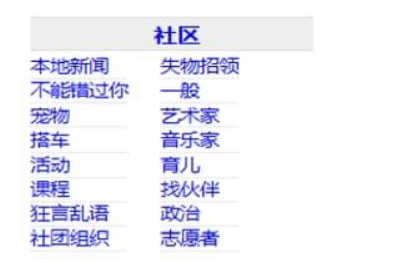 社区
本地新闻 失物招领
不能错过你 一般
宠物 艺术家
搭车 音乐家
活动 育儿
课程 找伙伴
狂言乱语 政治
社团组织 志愿者